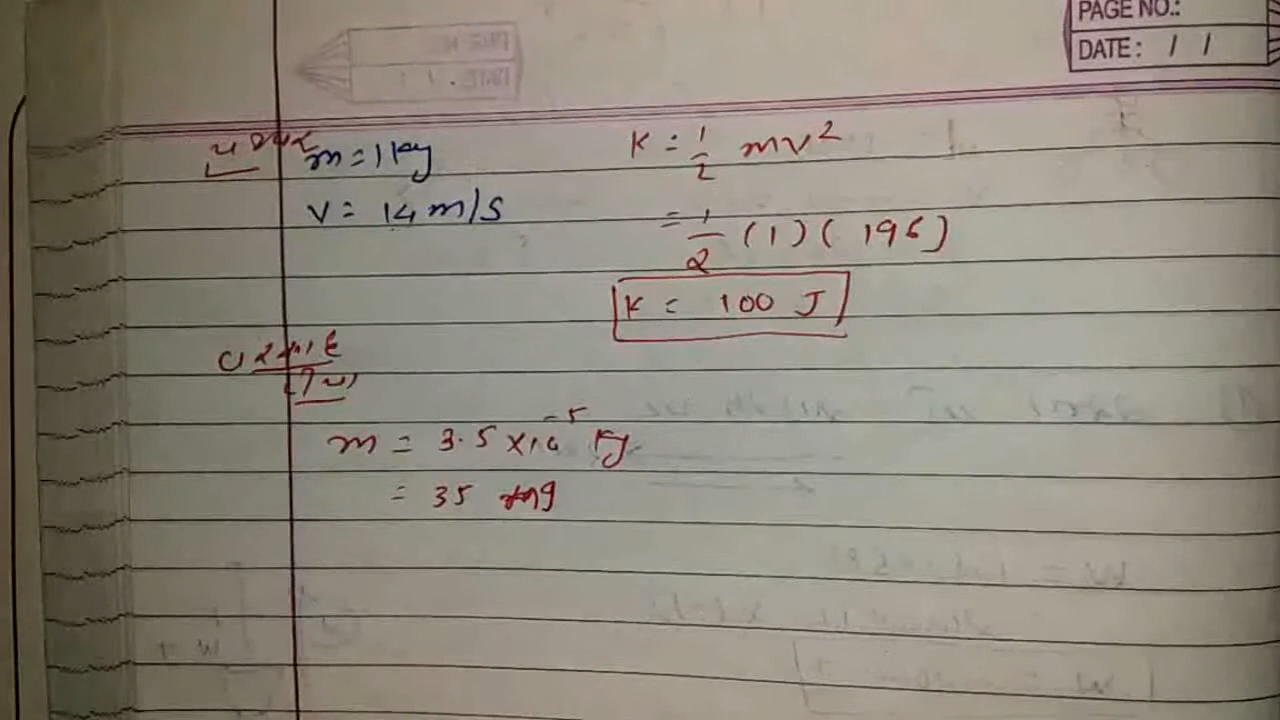 PAGE NO.:
DATE: / /
m = 1 Kg
V = 14 m/s
K = 1/2 mv²
= 1/2 (1) ( 196 )
K = 100 J
m = 3.5 × 10⁻⁵ Kg
= 35 mg